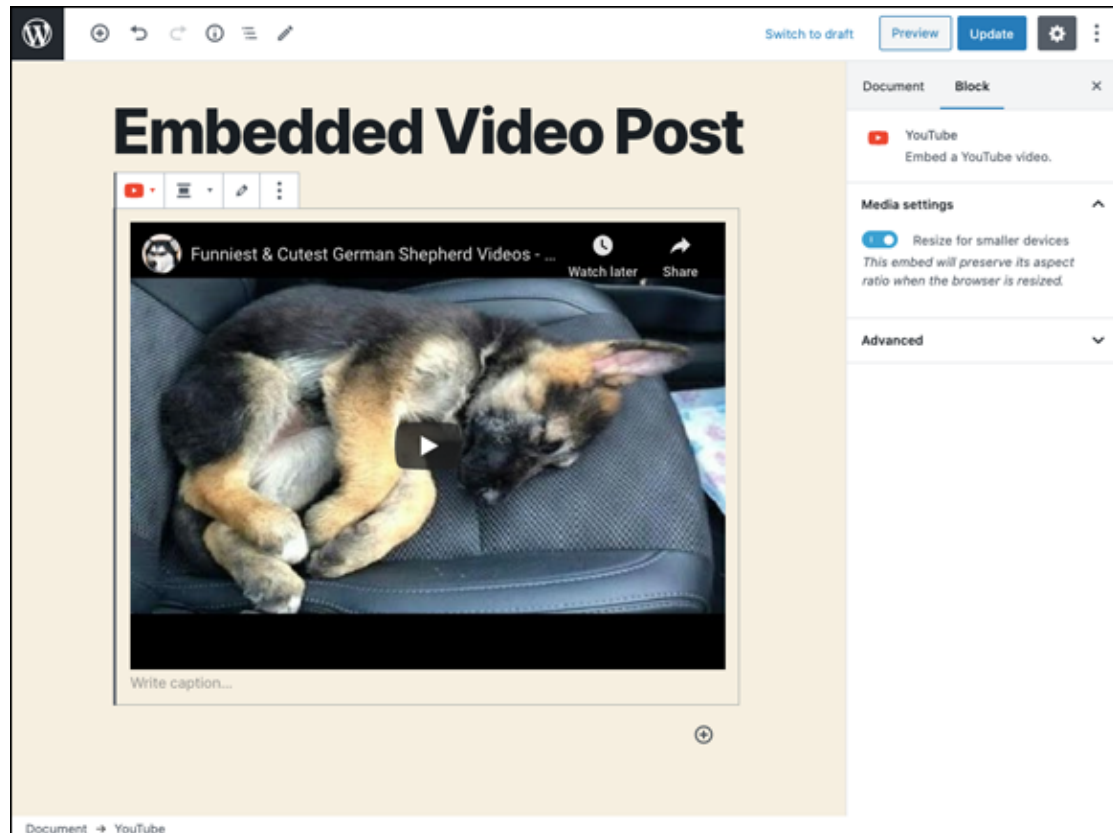 Switch to draft
Preview
Update
Document
Block
Embedded Video Post
YouTube
Embed a YouTube video.
Media settings
Resize for smaller devices
This embed will preserve its aspect
ratio when the browser is resized.
Advanced
Funniest & Cutest German Shepherd Videos - ...
Watch later
Share
Write caption...
Document → YouTube